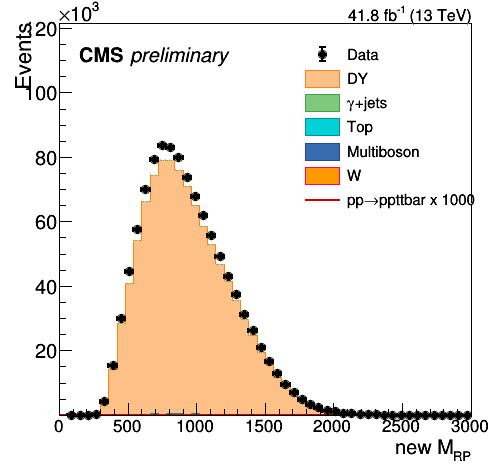 ×10³
41.8 fb⁻¹ (13 TeV)
Events
CMS preliminary
Data
DY
γ+jets
Top
Multiboson
W
pp→ppttbar x 1000
120
100
80
60
40
20
0 500 1000 1500 2000 2500 3000
new M_RP